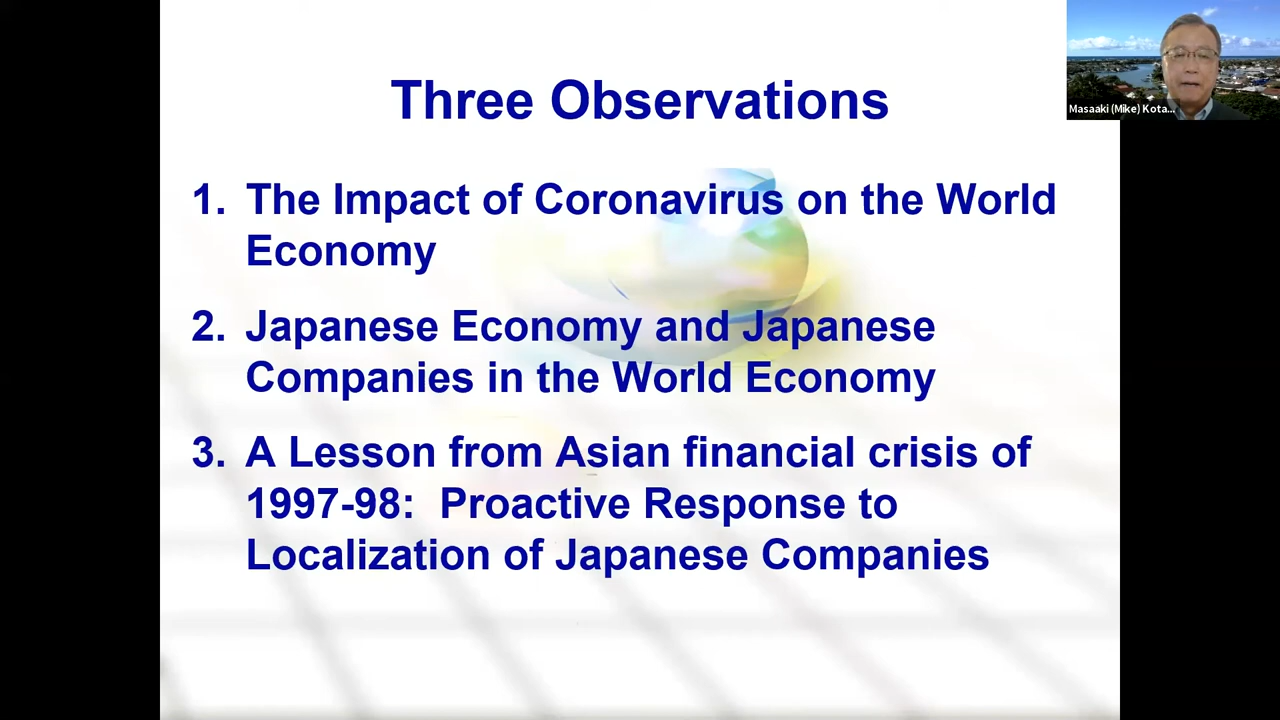 Three Observations
1. The Impact of Coronavirus on the World
Economy
2. Japanese Economy and Japanese
Companies in the World Economy
3. A Lesson from Asian financial crisis of
1997-98: Proactive Response to
Localization of Japanese Companies
Masaaki (Mike) Kota...